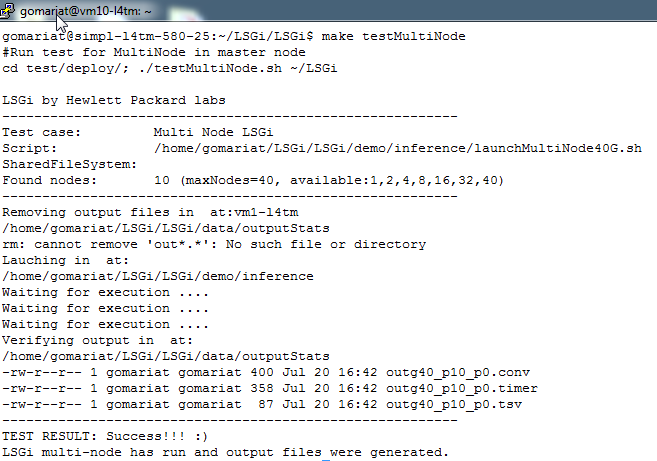 gomariat@vm10-l4tm: ~
gomariat@simpl-l4tm-580-25:~/LSGi/LSGi$ make testMultiNode
#Run test for MultiNode in master node
cd test/deploy/; ./testMultiNode.sh ~/LSGi
LSGi by Hewlett Packard labs
---------------------------------------------------------
Test case:         Multi Node LSGi
Script:            /home/gomariat/LSGi/LSGi/demo/inference/launchMultiNode40G.sh
SharedFileSystem:
Found nodes:       10 (maxNodes=40, available:1,2,4,8,16,32,40)
---------------------------------------------------------
Removing output files in  at:vm1-l4tm
/home/gomariat/LSGi/LSGi/data/outputStats
rm: cannot remove 'out*.*': No such file or directory
Lauching in  at:
/home/gomariat/LSGi/LSGi/demo/inference
Waiting for execution ....
Waiting for execution ....
Waiting for execution ....
Verifying output in  at:
/home/gomariat/LSGi/LSGi/data/outputStats
-rw-r--r-- 1 gomariat gomariat 400 Jul 20 16:42 outg40_p10_p0.conv
-rw-r--r-- 1 gomariat gomariat 358 Jul 20 16:42 outg40_p10_p0.timer
-rw-r--r-- 1 gomariat gomariat  87 Jul 20 16:42 outg40_p10_p0.tsv
---------------------------------------------------------
TEST RESULT: Success!!! :)
LSGi multi-node has run and output files were generated.